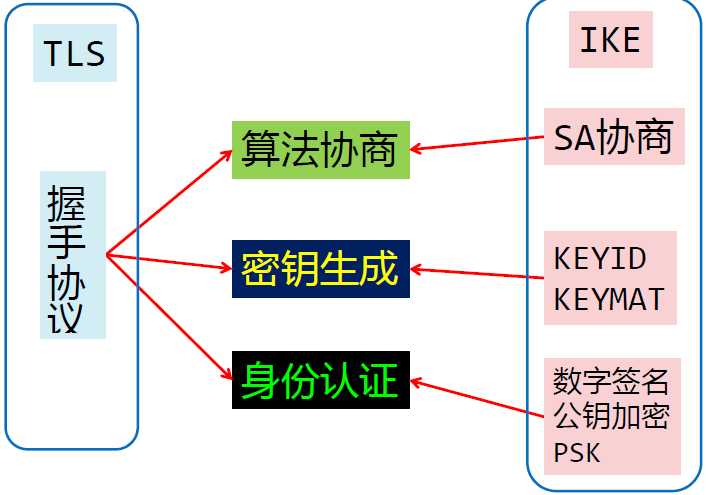 TLS
握
手
协
议
算法协商
密钥生成
身份认证
IKE
SA协商
KEYID
KEYMAT
数字签名
公钥加密
PSK